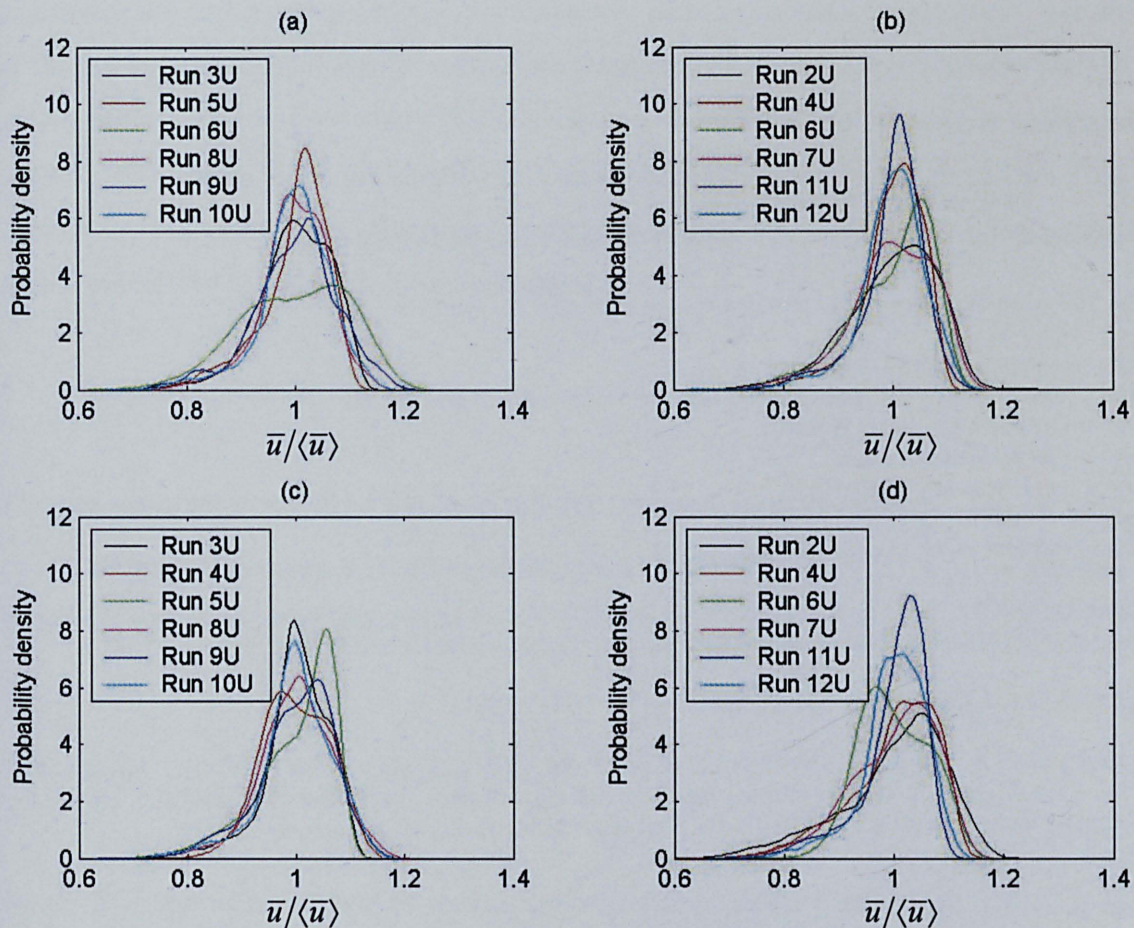 (a)
12
10
8
6
4
2
0
Probability density
Run 3U
Run 5U
Run 6U
Run 8U
Run 9U
Run 10U
0.6 0.8 1 1.2 1.4
u̅/⟨u̅⟩
(b)
12
10
8
6
4
2
0
Probability density
Run 2U
Run 4U
Run 6U
Run 7U
Run 11U
Run 12U
0.6 0.8 1 1.2 1.4
u̅/⟨u̅⟩
(c)
12
10
8
6
4
2
0
Probability density
Run 3U
Run 4U
Run 5U
Run 8U
Run 9U
Run 10U
0.6 0.8 1 1.2 1.4
u̅/⟨u̅⟩
(d)
12
10
8
6
4
2
0
Probability density
Run 2U
Run 4U
Run 6U
Run 7U
Run 11U
Run 12U
0.6 0.8 1 1.2 1.4
u̅/⟨u̅⟩